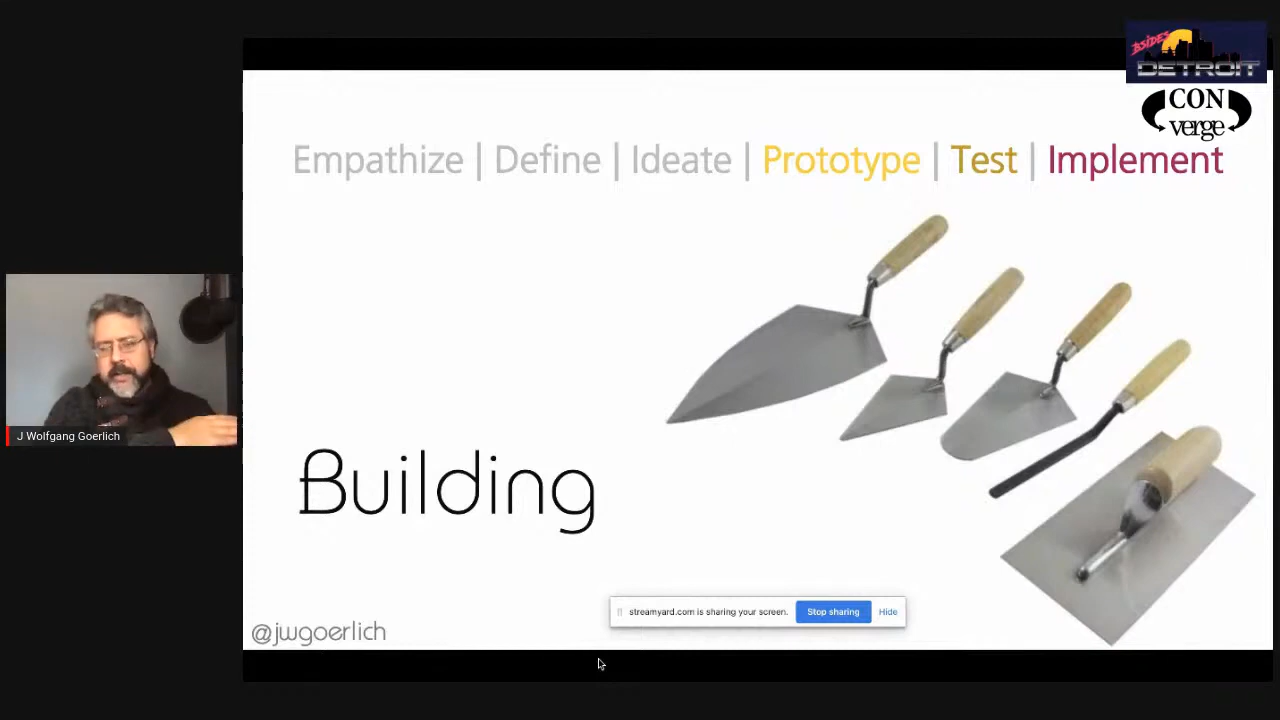 BSIDES
DETROIT
CON
verge
Empathize | Define | Ideate | Prototype | Test | Implement
Building
J Wolfgang Goerlich
streamyard.com is sharing your screen. Stop sharing Hide
@jwgoerlich